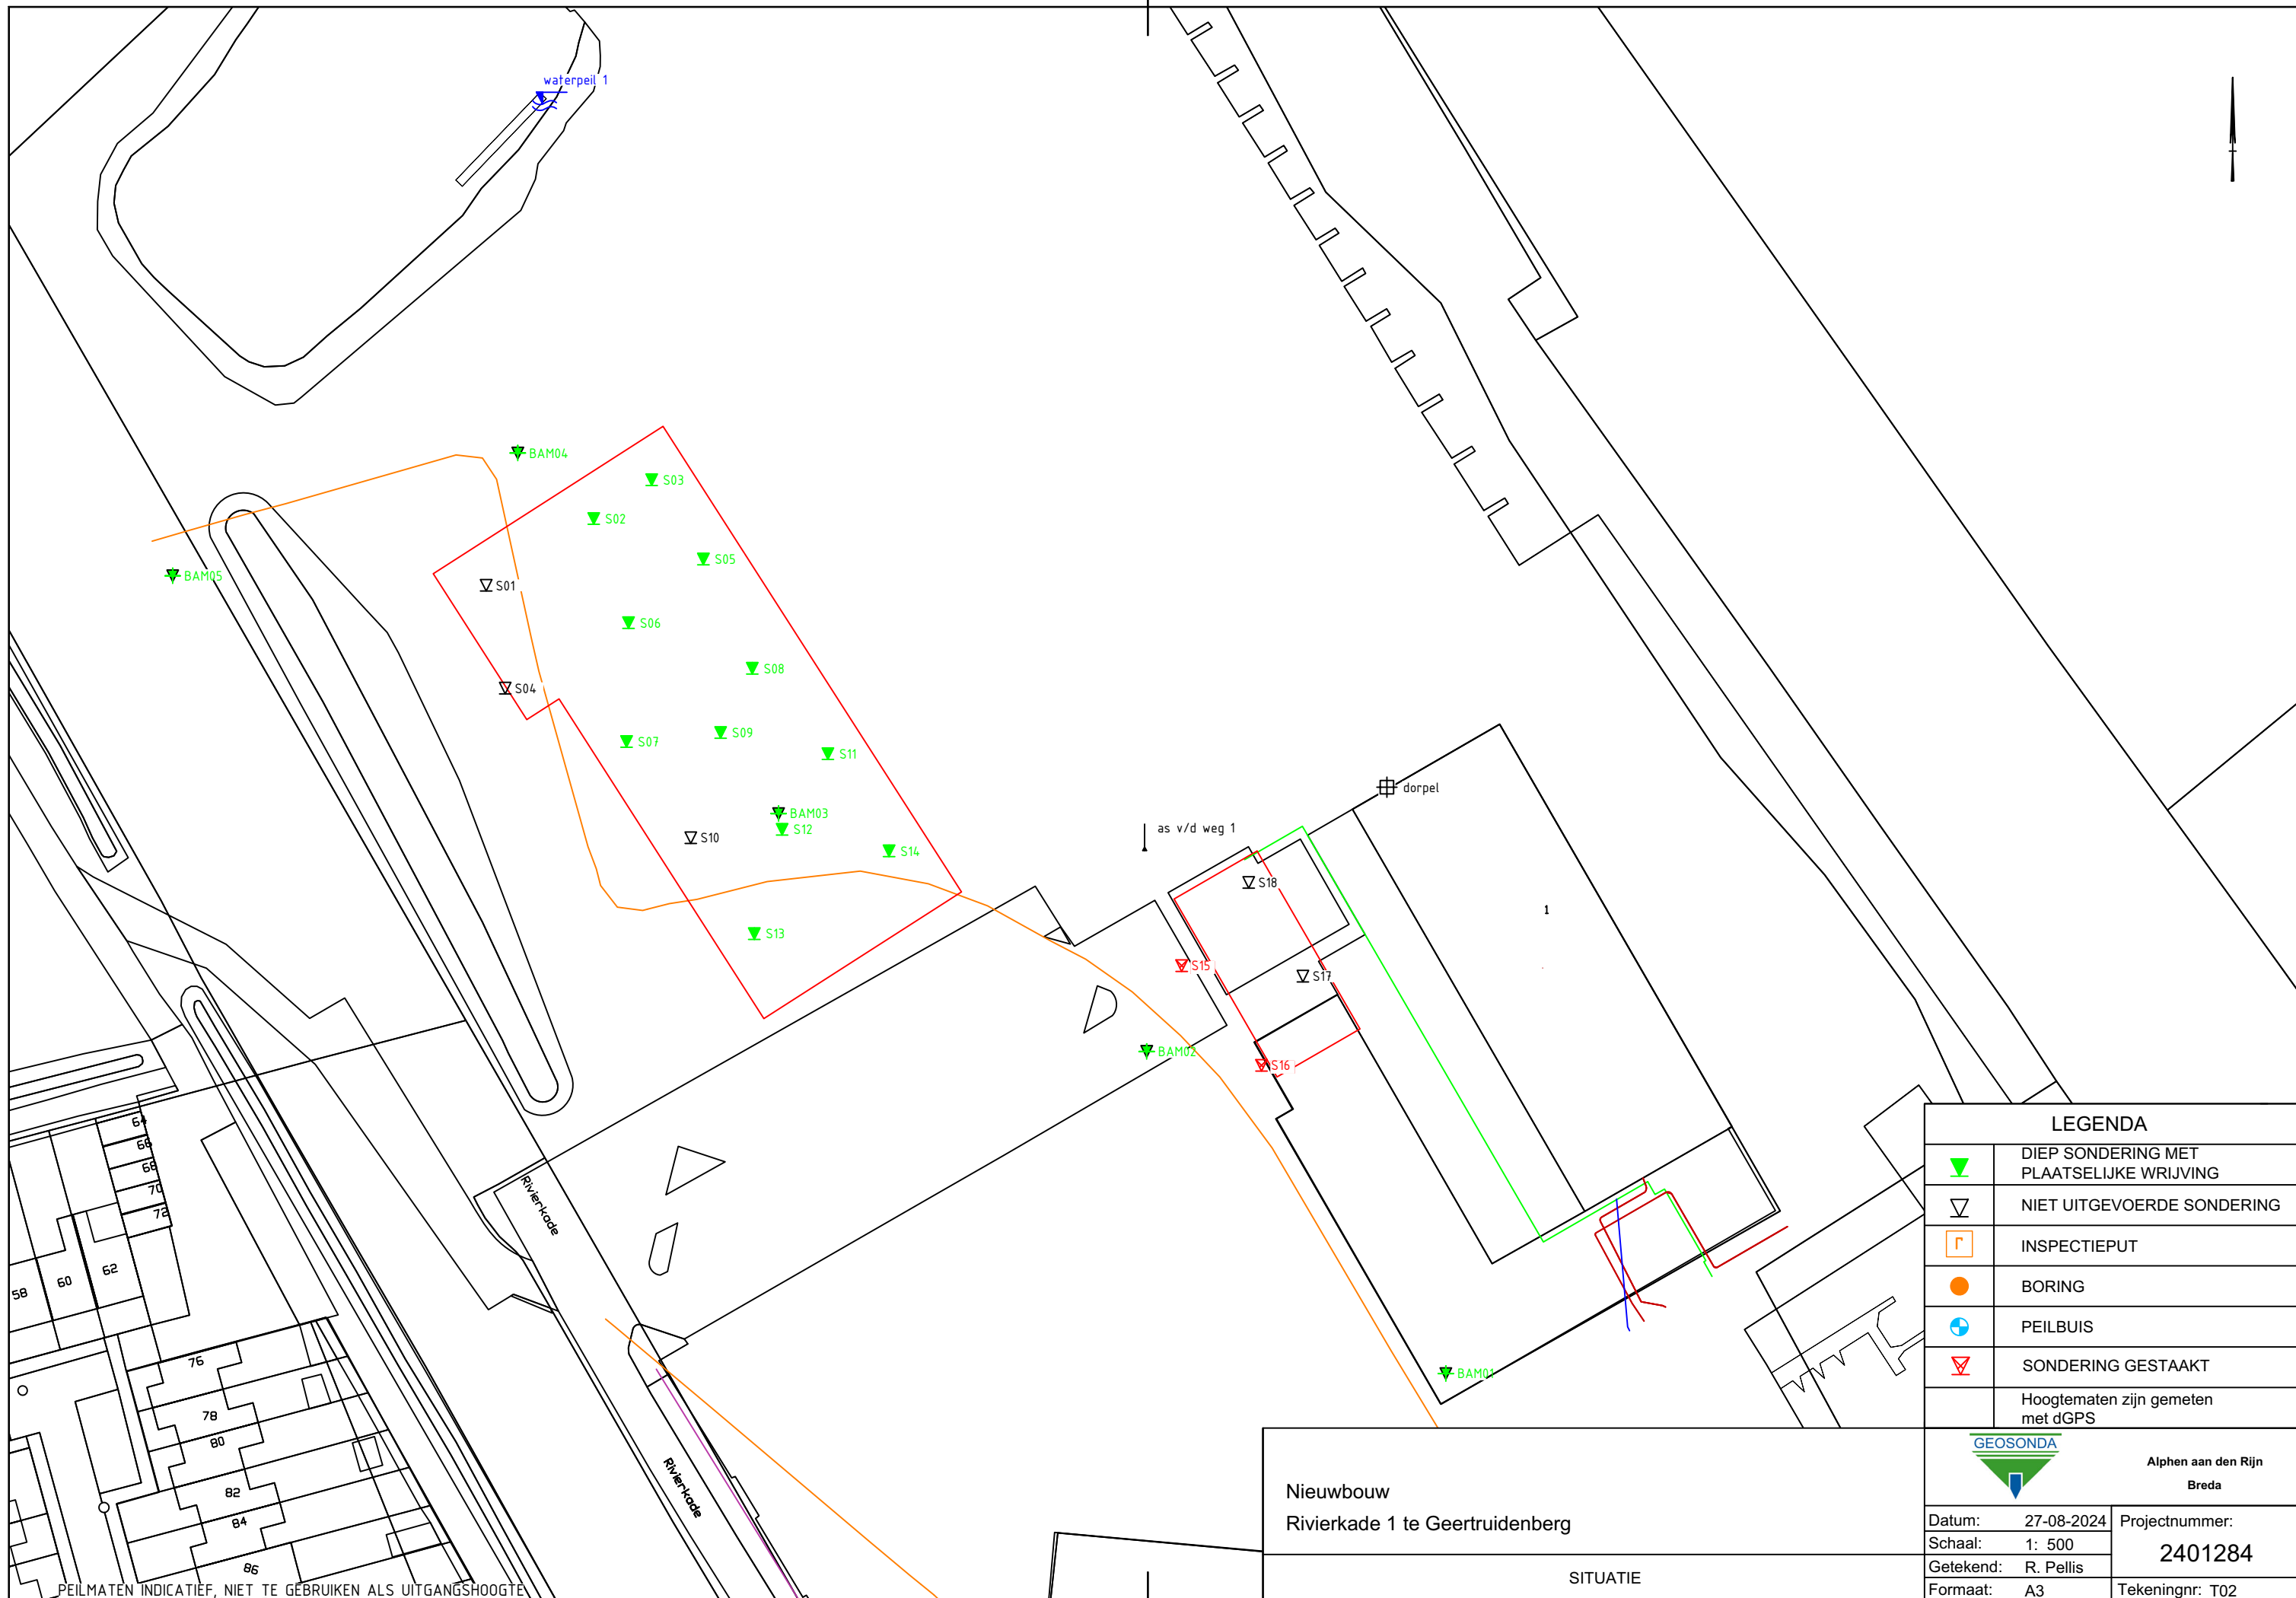 waterpeil 1
BAM04
S03
S02
S05
BAM05
S01
S06
S08
S04
S09
S07
S11
dorpel
BAM03
S12
as v/d weg 1
S10
S14
S18
1
S13
S15
S17
BAM02
S16
64
66
68
70
72
Rivierkade
62
60
58
BAM01
76
78
80
82
84
86
Rivierkade
PEILMATEN INDICATIEF, NIET TE GEBRUIKEN ALS UITGANGSHOOGTE
LEGENDA
DIEP SONDERING MET
PLAATSELIJKE WRIJVING
NIET UITGEVOERDE SONDERING
INSPECTIEPUT
BORING
PEILBUIS
SONDERING GESTAAKT
Hoogtematen zijn gemeten
met dGPS
GEOSONDA
Alphen aan den Rijn
Breda
Nieuwbouw
Rivierkade 1 te Geertruidenberg
SITUATIE
Datum: 27-08-2024
Schaal: 1: 500
Getekend: R. Pellis
Formaat: A3
Projectnummer:
2401284
Tekeningnr: T02